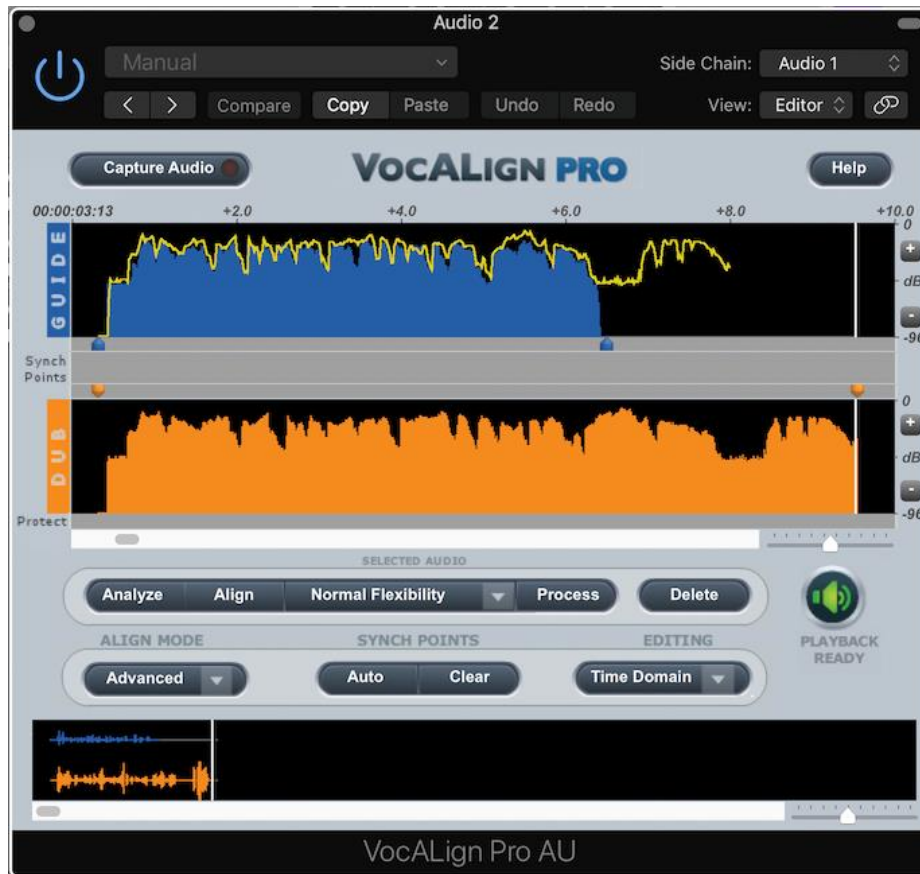 Audio 2
Manual
Side Chain: Audio 1
Compare Copy Paste Undo Redo View: Editor
Capture Audio VOCALIGN PRO Help
00:00:03:13 +2.0 +4.0 +6.0 +8.0 +10.0
GUIDE
0
+
dB
-
-96
Synch
Points
DUB
0
+
dB
-
-96
Protect
SELECTED AUDIO
Analyze Align Normal Flexibility Process Delete
ALIGN MODE SYNCH POINTS EDITING PLAYBACK
READY
Advanced Auto Clear Time Domain
VocALign Pro AU